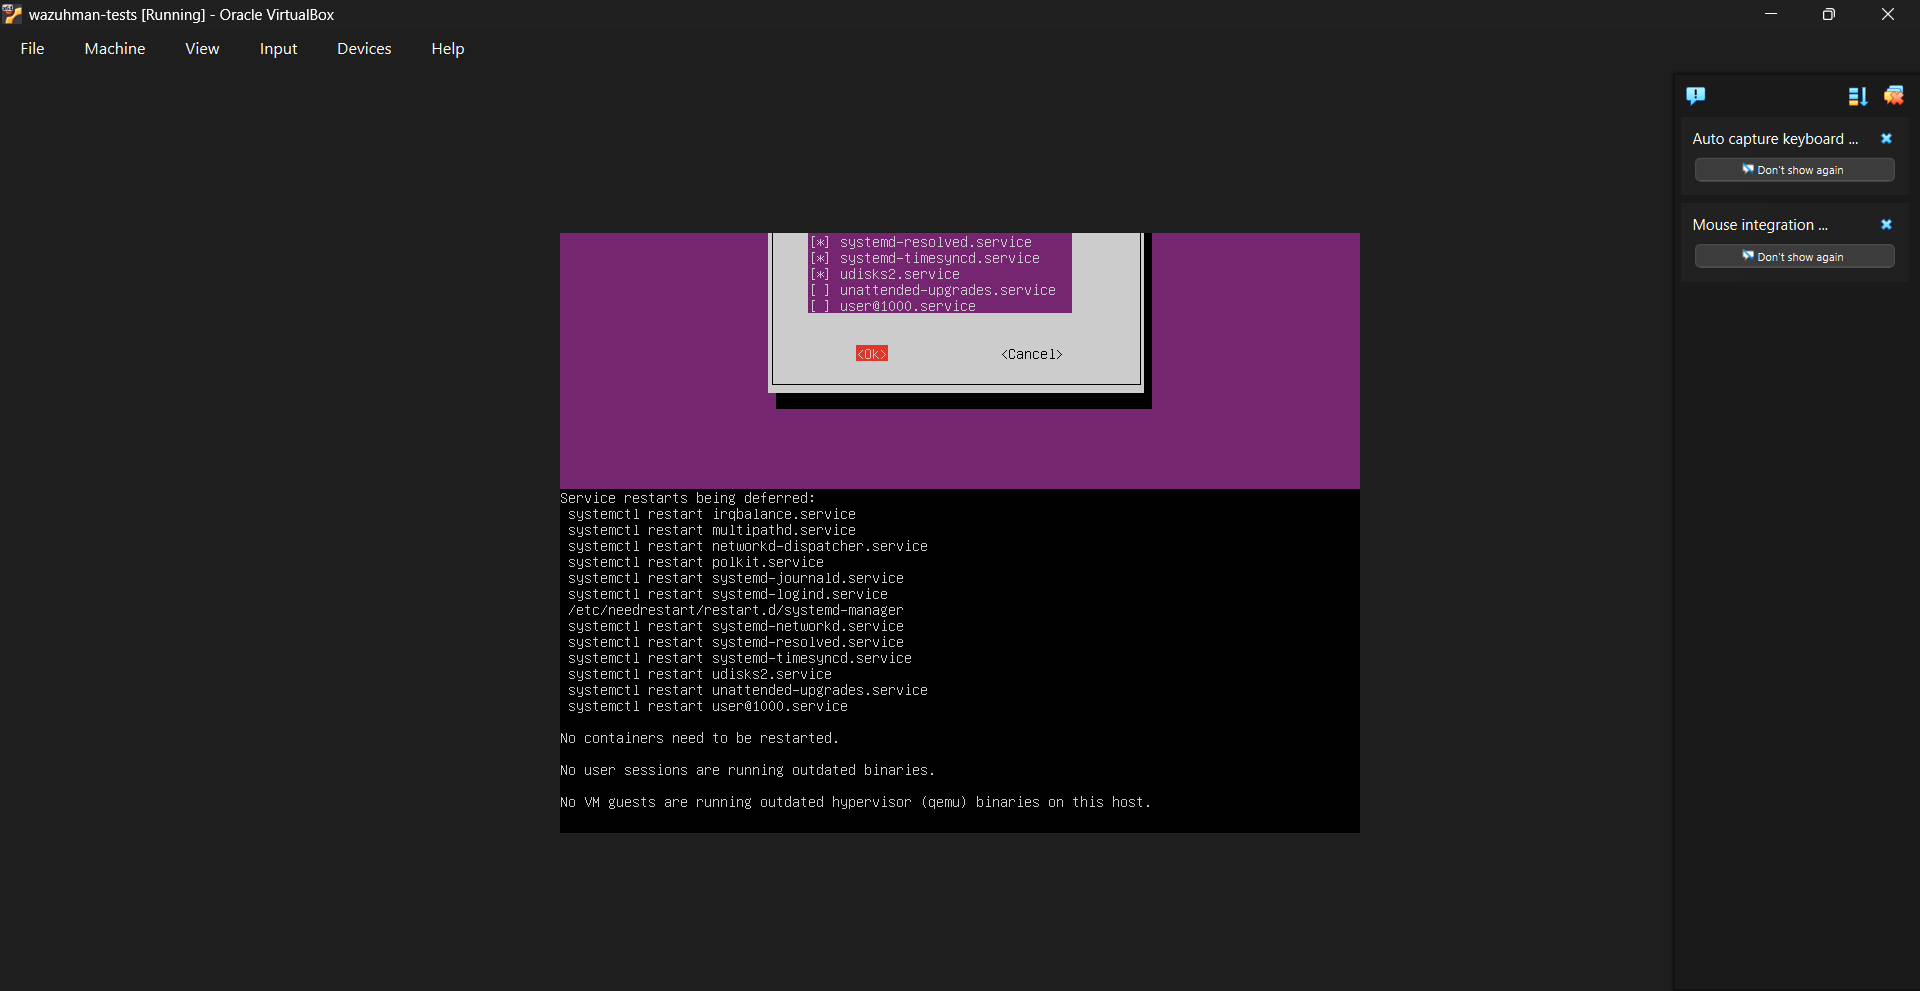 wazuhman-tests [Running] - Oracle VirtualBox
File Machine View Input Devices Help
Auto capture keyboard ...
Don't show again
Mouse integration ...
Don't show again
[*] systemd-resolved.service
[*] systemd-timesyncd.service
[*] udisks2.service
[ ] unattended-upgrades.service
[ ] user@1000.service
<Ok> <Cancel>
Service restarts being deferred:
systemctl restart irqbalance.service
systemctl restart multipathd.service
systemctl restart networkd-dispatcher.service
systemctl restart polkit.service
systemctl restart systemd-journald.service
systemctl restart systemd-logind.service
/etc/needrestart/restart.d/systemd-manager
systemctl restart systemd-networkd.service
systemctl restart systemd-resolved.service
systemctl restart systemd-timesyncd.service
systemctl restart udisks2.service
systemctl restart unattended-upgrades.service
systemctl restart user@1000.service
No containers need to be restarted.
No user sessions are running outdated binaries.
No VM guests are running outdated hypervisor (qemu) binaries on this host.